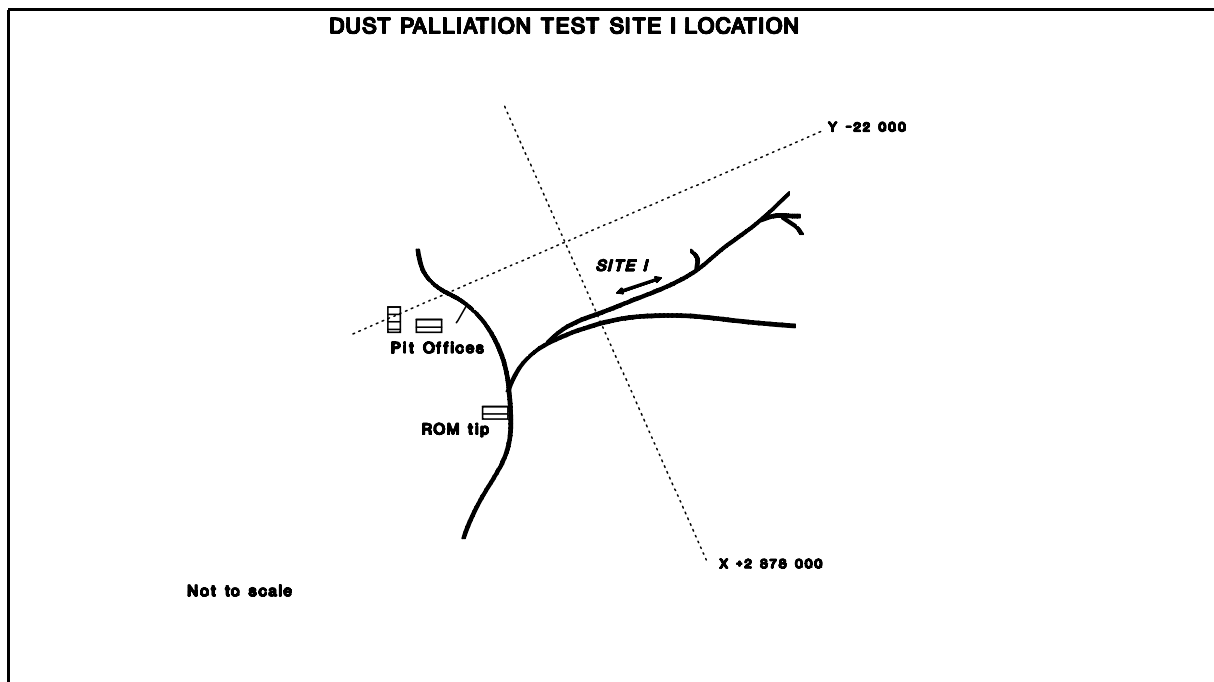 DUST PALLIATION TEST SITE I LOCATION
Y -22 000
SITE I
Pit Offices
ROM tip
X +2 878 000
Not to scale